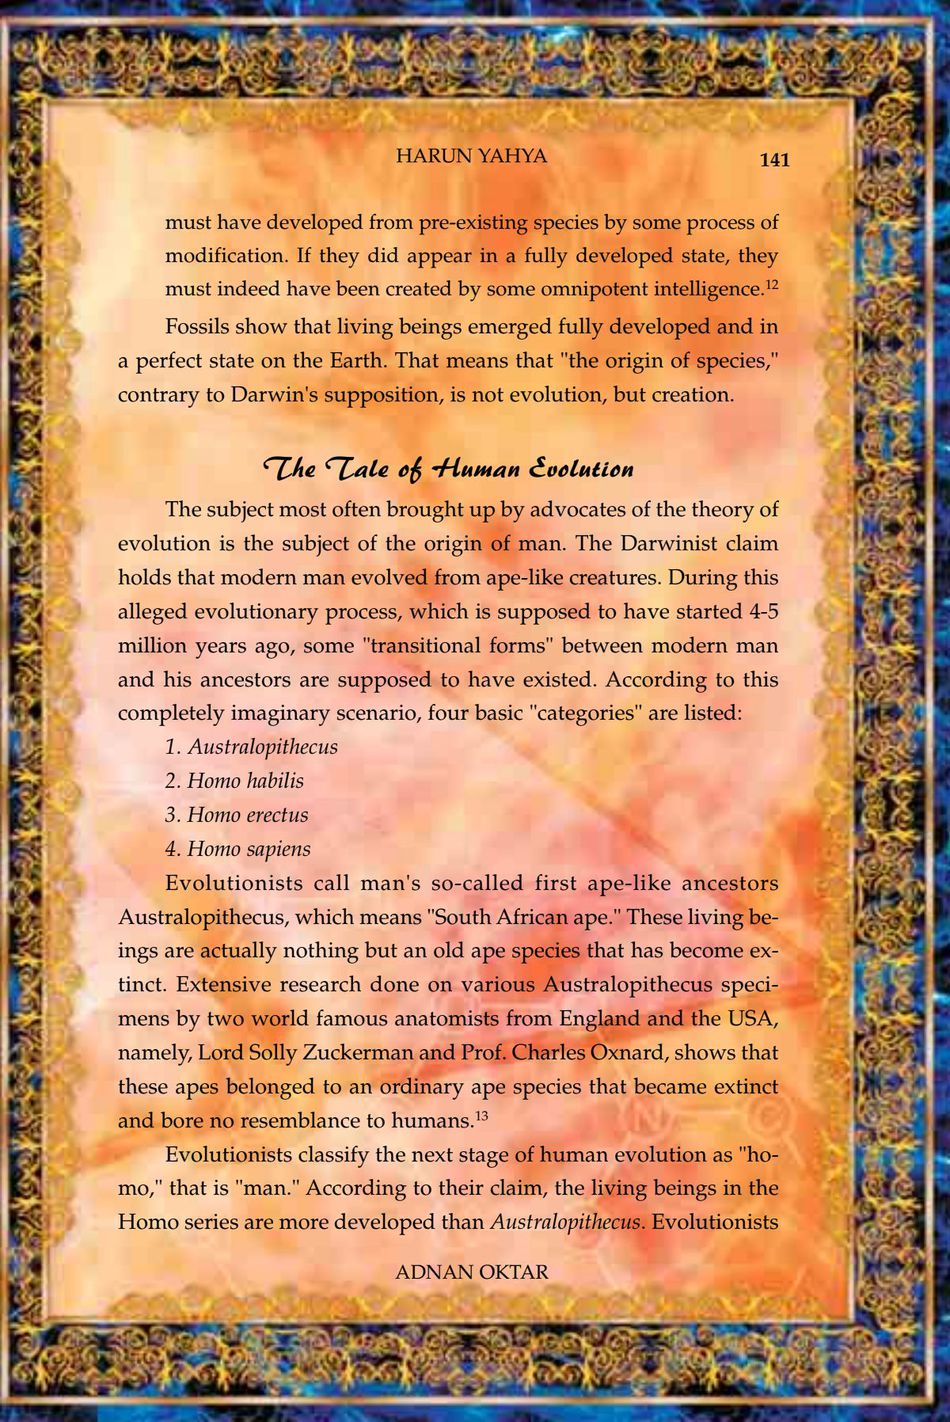 HARUN YAHYA
141
must have developed from pre-existing species by some process of
modification. If they did appear in a fully developed state, they
must indeed have been created by some omnipotent intelligence.12
Fossils show that living beings emerged fully developed and in
a perfect state on the Earth. That means that "the origin of species,"
contrary to Darwin's supposition, is not evolution, but creation.
The Tale of Human Evolution
The subject most often brought up by advocates of the theory of
evolution is the subject of the origin of man. The Darwinist claim
holds that modern man evolved from ape-like creatures. During this
alleged evolutionary process, which is supposed to have started 4-5
million years ago, some "transitional forms" between modern man
and his ancestors are supposed to have existed. According to this
completely imaginary scenario, four basic "categories" are listed:
1. Australopithecus
2. Homo habilis
3. Homo erectus
4. Homo sapiens
Evolutionists call man's so-called first ape-like ancestors
Australopithecus, which means "South African ape." These living be-
ings are actually nothing but an old ape species that has become ex-
tinct. Extensive research done on various Australopithecus speci-
mens by two world famous anatomists from England and the USA,
namely, Lord Solly Zuckerman and Prof. Charles Oxnard, shows that
these apes belonged to an ordinary ape species that became extinct
and bore no resemblance to humans.13
Evolutionists classify the next stage of human evolution as "ho-
mo," that is "man." According to their claim, the living beings in the
Homo series are more developed than Australopithecus. Evolutionists
ADNAN OKTAR